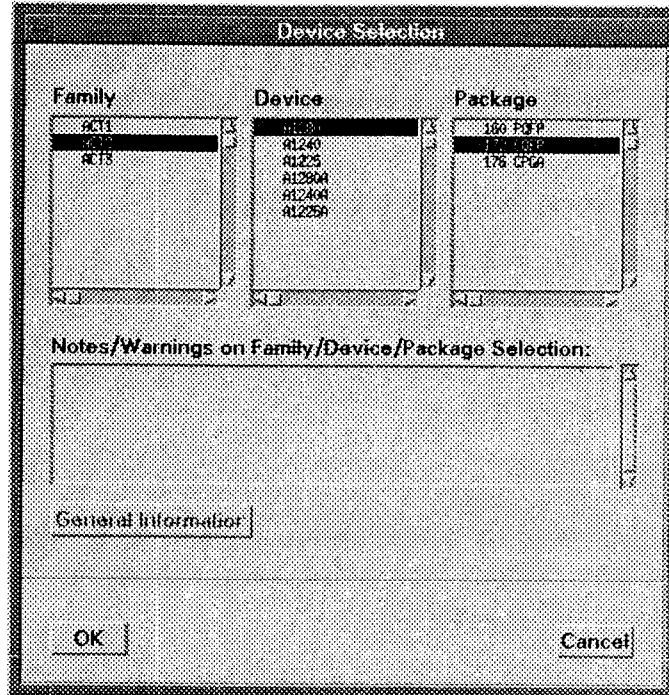 Device Selection
Family
Device
Package
ACT1
ACT3
A1240
A1225
A1280A
A1240A
A1225A
160 PQFP
176 CPGA
Notes/Warnings on Family/Device/Package Selection:
General Information
OK
Cancel